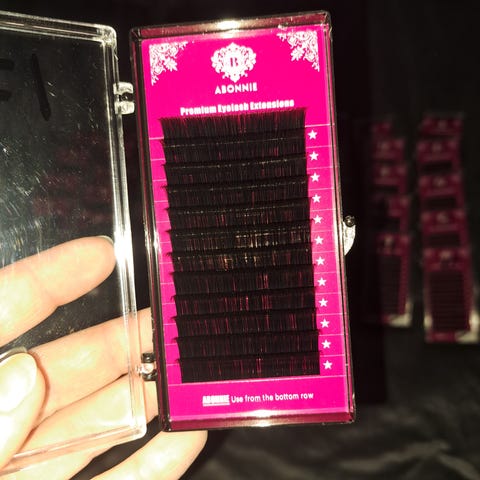 B
ABONNIE
Premium Eyelash Extensions
ABONNIE Use from the bottom row